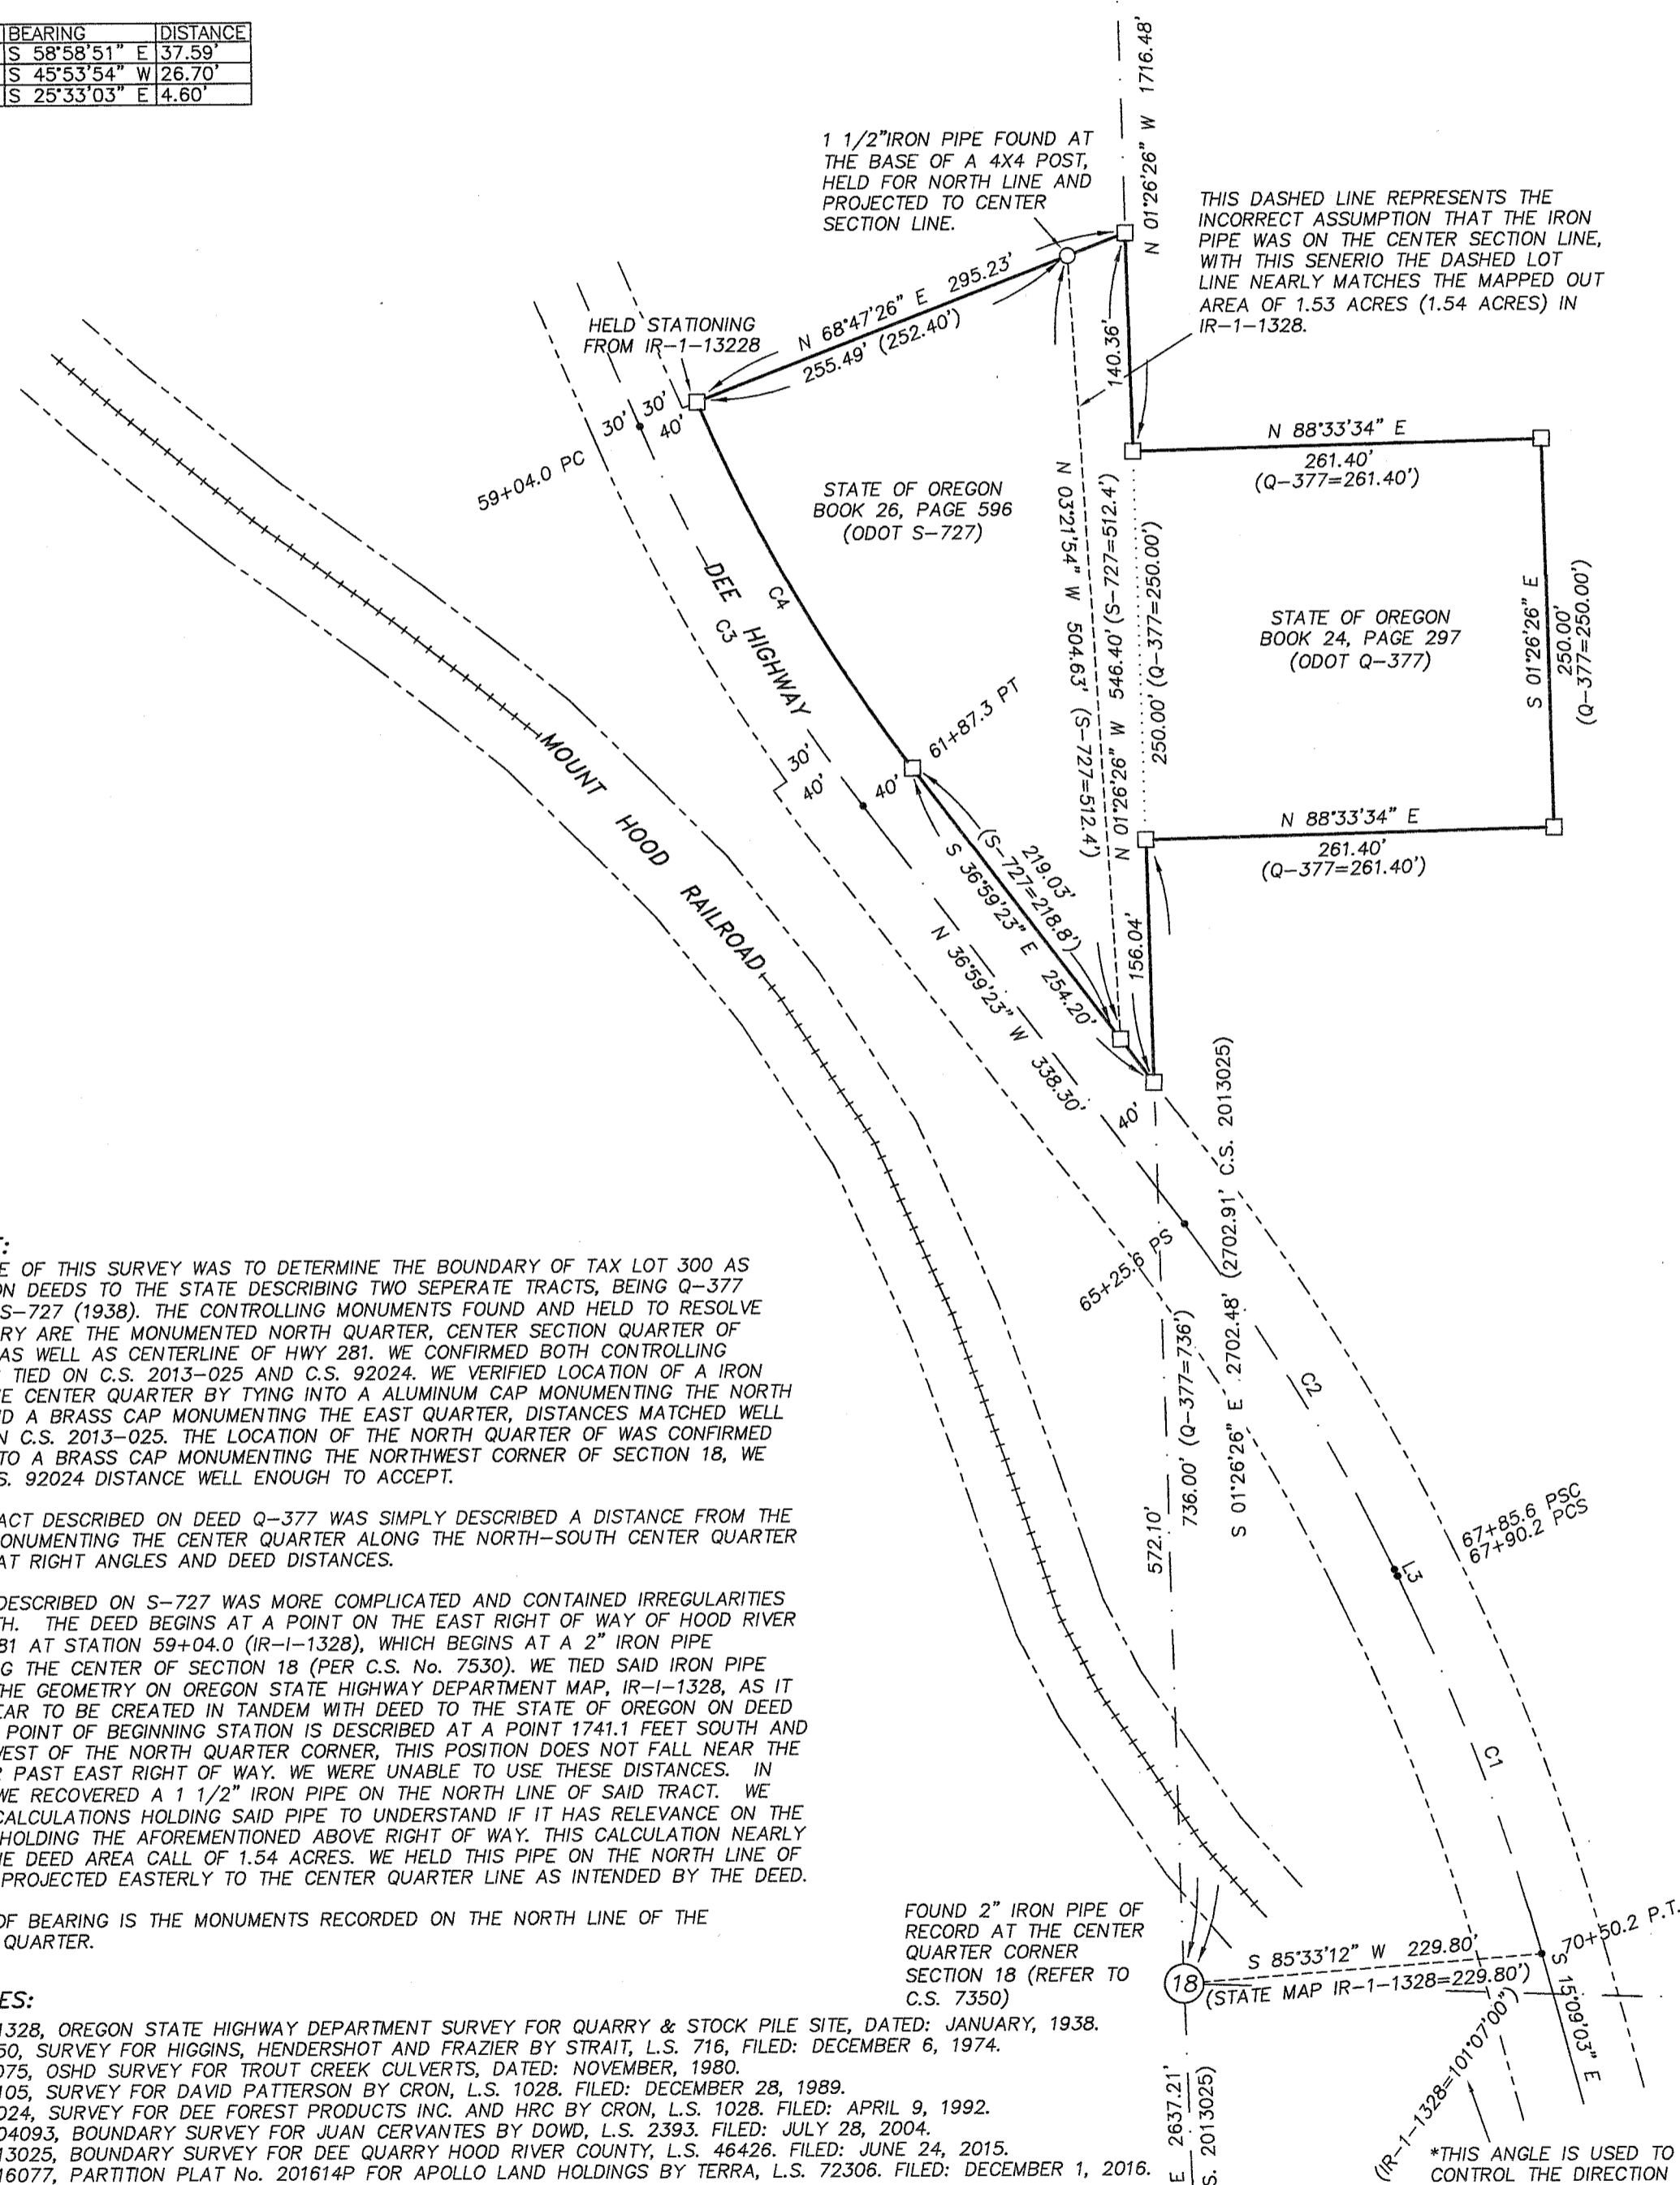 BEARING DISTANCE
S 58°58'51" E 37.59'
S 45°53'54" W 26.70'
S 25°33'03" E 4.60'
N 01°26'26" W 1716.48'
1 1/2"IRON PIPE FOUND AT
THE BASE OF A 4X4 POST,
HELD FOR NORTH LINE AND
PROJECTED TO CENTER
SECTION LINE.
THIS DASHED LINE REPRESENTS THE
INCORRECT ASSUMPTION THAT THE IRON
PIPE WAS ON THE CENTER SECTION LINE,
WITH THIS SENERIO THE DASHED LOT
LINE NEARLY MATCHES THE MAPPED OUT
AREA OF 1.53 ACRES (1.54 ACRES) IN
IR-1-1328.
HELD STATIONING
FROM IR-1-13228
N 68°47'26" E 295.23'
255.49' (252.40')
140.36'
30' 30'
40'
59+04.0 PC
N 88°33'34" E
261.40'
(Q-377=261.40')
STATE OF OREGON
BOOK 26, PAGE 596
(ODOT S-727)
N 03°21'54" W 504.63' (S-727=512.4')
N 01°26'26" W 546.40' (S-727=512.4')
250.00' (Q-377=250.00')
STATE OF OREGON
BOOK 24, PAGE 297
(ODOT Q-377)
S 01°26'26" E
250.00'
(Q-377=250.00')
DEE HIGHWAY
C4
C3
61+87.3 PT
30'
40'
40'
MOUNT HOOD RAILROAD
N 88°33'34" E
261.40'
(Q-377=261.40')
219.03'
(S-727=218.8')
S 36°59'23" E 254.20'
156.04'
N 36°59'23" W 338.30'
40'
65+25.6 PS
572.10'
736.00' (Q-377=736')
S 01°26'26" E 2702.48' (2702.91' C.S. 2013025)
C2
67+85.6 PSC
67+90.2 PCS
L3
C1
:
E OF THIS SURVEY WAS TO DETERMINE THE BOUNDARY OF TAX LOT 300 AS
ON DEEDS TO THE STATE DESCRIBING TWO SEPERATE TRACTS, BEING Q-377
S-727 (1938). THE CONTROLLING MONUMENTS FOUND AND HELD TO RESOLVE
RY ARE THE MONUMENTED NORTH QUARTER, CENTER SECTION QUARTER OF
AS WELL AS CENTERLINE OF HWY 281. WE CONFIRMED BOTH CONTROLLING
TIED ON C.S. 2013-025 AND C.S. 92024. WE VERIFIED LOCATION OF A IRON
E CENTER QUARTER BY TYING INTO A ALUMINUM CAP MONUMENTING THE NORTH
D A BRASS CAP MONUMENTING THE EAST QUARTER, DISTANCES MATCHED WELL
N C.S. 2013-025. THE LOCATION OF THE NORTH QUARTER OF WAS CONFIRMED
TO A BRASS CAP MONUMENTING THE NORTHWEST CORNER OF SECTION 18, WE
S. 92024 DISTANCE WELL ENOUGH TO ACCEPT.
ACT DESCRIBED ON DEED Q-377 WAS SIMPLY DESCRIBED A DISTANCE FROM THE
ONUMENTING THE CENTER QUARTER ALONG THE NORTH-SOUTH CENTER QUARTER
AT RIGHT ANGLES AND DEED DISTANCES.
DESCRIBED ON S-727 WAS MORE COMPLICATED AND CONTAINED IRREGULARITIES
TH. THE DEED BEGINS AT A POINT ON THE EAST RIGHT OF WAY OF HOOD RIVER
81 AT STATION 59+04.0 (IR-I-1328), WHICH BEGINS AT A 2" IRON PIPE
G THE CENTER OF SECTION 18 (PER C.S. No. 7530). WE TIED SAID IRON PIPE
HE GEOMETRY ON OREGON STATE HIGHWAY DEPARTMENT MAP, IR-I-1328, AS IT
EAR TO BE CREATED IN TANDEM WITH DEED TO THE STATE OF OREGON ON DEED
POINT OF BEGINNING STATION IS DESCRIBED AT A POINT 1741.1 FEET SOUTH AND
WEST OF THE NORTH QUARTER CORNER, THIS POSITION DOES NOT FALL NEAR THE
R PAST EAST RIGHT OF WAY. WE WERE UNABLE TO USE THESE DISTANCES. IN
WE RECOVERED A 1 1/2" IRON PIPE ON THE NORTH LINE OF SAID TRACT. WE
CALCULATIONS HOLDING SAID PIPE TO UNDERSTAND IF IT HAS RELEVANCE ON THE
HOLDING THE AFOREMENTIONED ABOVE RIGHT OF WAY. THIS CALCULATION NEARLY
E DEED AREA CALL OF 1.54 ACRES. WE HELD THIS PIPE ON THE NORTH LINE OF
PROJECTED EASTERLY TO THE CENTER QUARTER LINE AS INTENDED BY THE DEED.
OF BEARING IS THE MONUMENTS RECORDED ON THE NORTH LINE OF THE
QUARTER.
FOUND 2" IRON PIPE OF
RECORD AT THE CENTER
QUARTER CORNER
SECTION 18 (REFER TO
C.S. 7350)
18
S 85°33'12" W 229.80'
(STATE MAP IR-1-1328=229.80')
70+50.2 P.T.
S 15°09'03" E
(IR-1-1328=101°07'00")
*THIS ANGLE IS USED TO
CONTROL THE DIRECTION
E 2637.21'
S. 2013025)
ES:
1328, OREGON STATE HIGHWAY DEPARTMENT SURVEY FOR QUARRY & STOCK PILE SITE, DATED: JANUARY, 1938.
50, SURVEY FOR HIGGINS, HENDERSHOT AND FRAZIER BY STRAIT, L.S. 716, FILED: DECEMBER 6, 1974.
075, OSHD SURVEY FOR TROUT CREEK CULVERTS, DATED: NOVEMBER, 1980.
105, SURVEY FOR DAVID PATTERSON BY CRON, L.S. 1028. FILED: DECEMBER 28, 1989.
024, SURVEY FOR DEE FOREST PRODUCTS INC. AND HRC BY CRON, L.S. 1028. FILED: APRIL 9, 1992.
04093, BOUNDARY SURVEY FOR JUAN CERVANTES BY DOWD, L.S. 2393. FILED: JULY 28, 2004.
13025, BOUNDARY SURVEY FOR DEE QUARRY HOOD RIVER COUNTY, L.S. 46426. FILED: JUNE 24, 2015.
16077, PARTITION PLAT No. 201614P FOR APOLLO LAND HOLDINGS BY TERRA, L.S. 72306. FILED: DECEMBER 1, 2016.